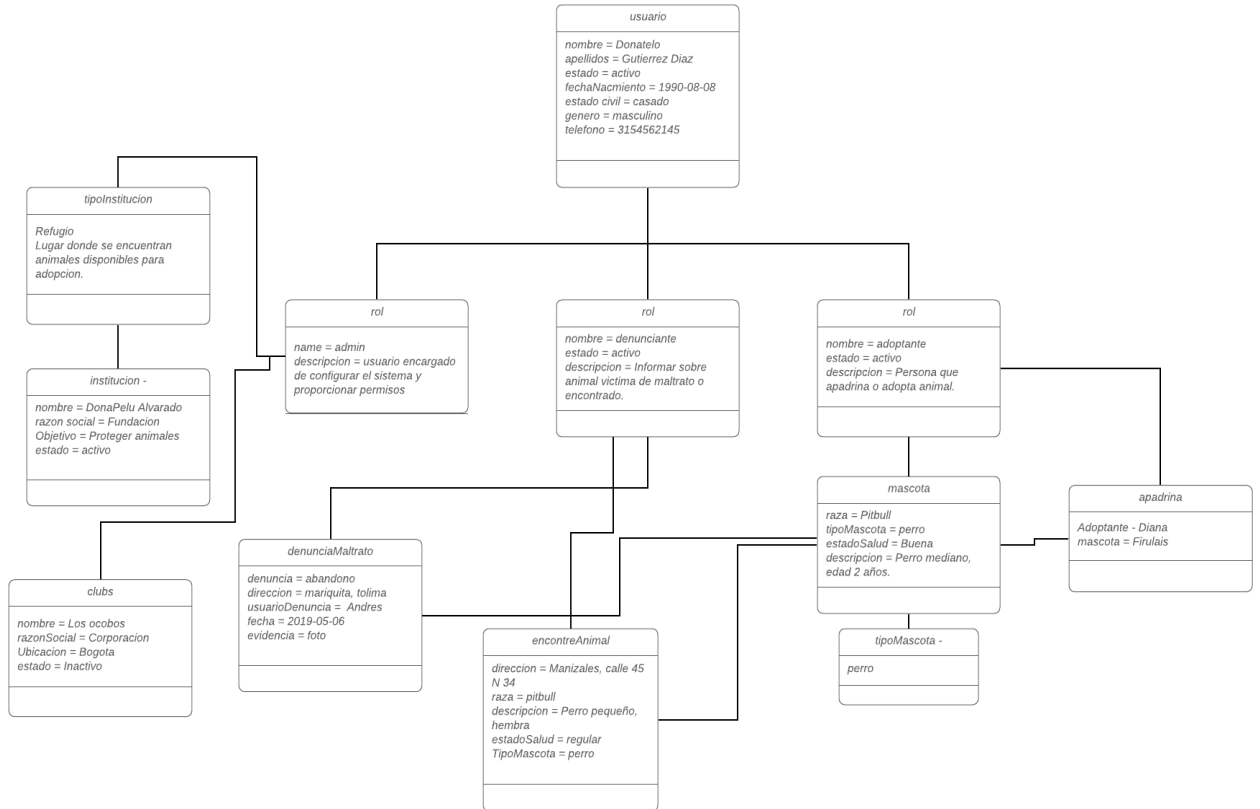 usuario
nombre = Donatelo
apellidos = Gutierrez Diaz
estado = activo
fechaNacmiento = 1990-08-08
estado civil = casado
genero = masculino
telefono = 3154562145
tipoInstitucion
Refugio
Lugar donde se encuentran
animales disponibles para
adopcion.
rol
name = admin
descripcion = usuario encargado
de configurar el sistema y
proporcionar permisos
rol
nombre = denunciante
estado = activo
descripcion = Informar sobre
animal victima de maltrato o
encontrado.
rol
nombre = adoptante
estado = activo
descripcion = Persona que
apadrina o adopta animal.
institucion -
nombre = DonaPelu Alvarado
razon social = Fundacion
Objetivo = Proteger animales
estado = activo
mascota
raza = Pitbull
tipoMascota = perro
estadoSalud = Buena
descripcion = Perro mediano,
edad 2 años.
apadrina
Adoptante - Diana
mascota = Firulais
denunciaMaltrato
denuncia = abandono
direccion = mariquita, tolima
usuarioDenuncia = Andres
fecha = 2019-05-06
evidencia = foto
clubs
nombre = Los ocobos
razonSocial = Corporacion
Ubicacion = Bogota
estado = Inactivo
encontreAnimal
direccion = Manizales, calle 45
N 34
raza = pitbull
descripcion = Perro pequeño,
hembra
estadoSalud = regular
TipoMascota = perro
tipoMascota -
perro